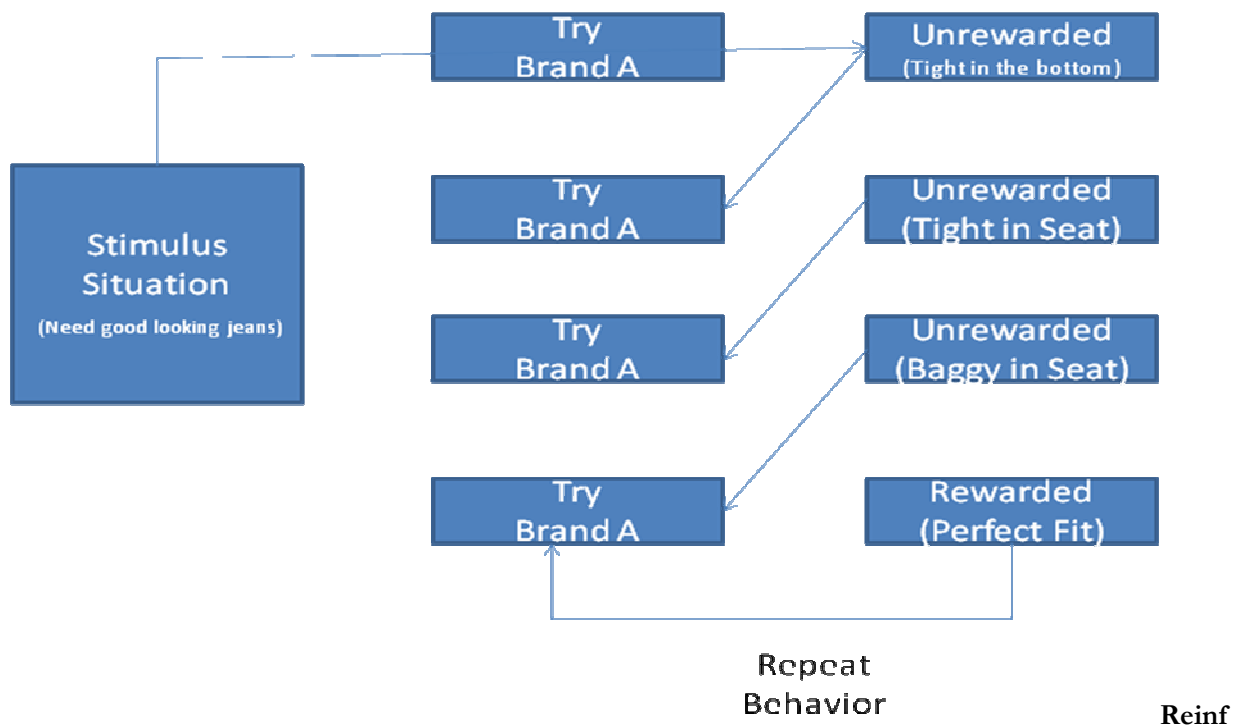 Try
Brand A
Unrewarded
(Tight in the bottom)
Stimulus
Situation
(Need good looking jeans)
Try
Brand A
Unrewarded
(Tight in Seat)
Try
Brand A
Unrewarded
(Baggy in Seat)
Try
Brand A
Rewarded
(Perfect Fit)
Repeat
Behavior
Reinf